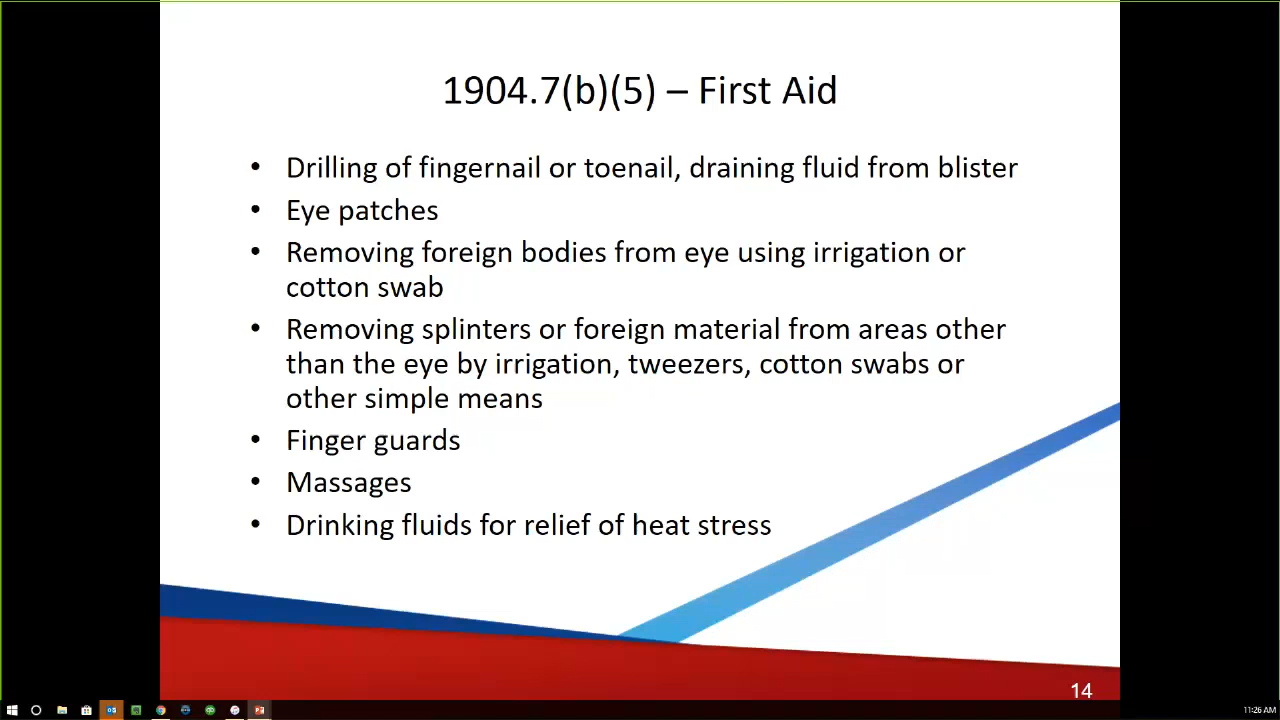 1904.7(b)(5) – First Aid
• Drilling of fingernail or toenail, draining fluid from blister
• Eye patches
• Removing foreign bodies from eye using irrigation or
cotton swab
• Removing splinters or foreign material from areas other
than the eye by irrigation, tweezers, cotton swabs or
other simple means
• Finger guards
• Massages
• Drinking fluids for relief of heat stress
14
11:26 AM